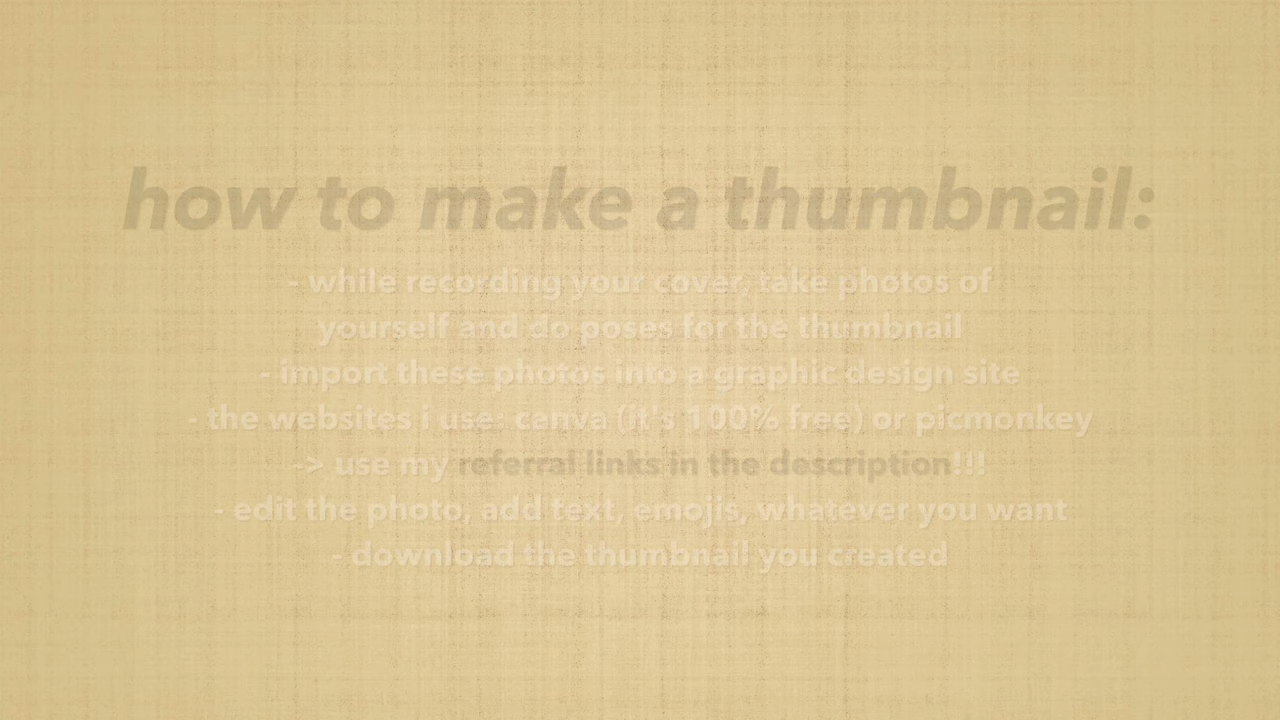 how to make a thumbnail:
- while recording your cover, take photos of
yourself and do poses for the thumbnail
- import these photos into a graphic design site
- the websites i use: canva (it's 100% free) or picmonkey
-> use my referral links in the description!!!
- edit the photo, add text, emojis, whatever you want
- download the thumbnail you created